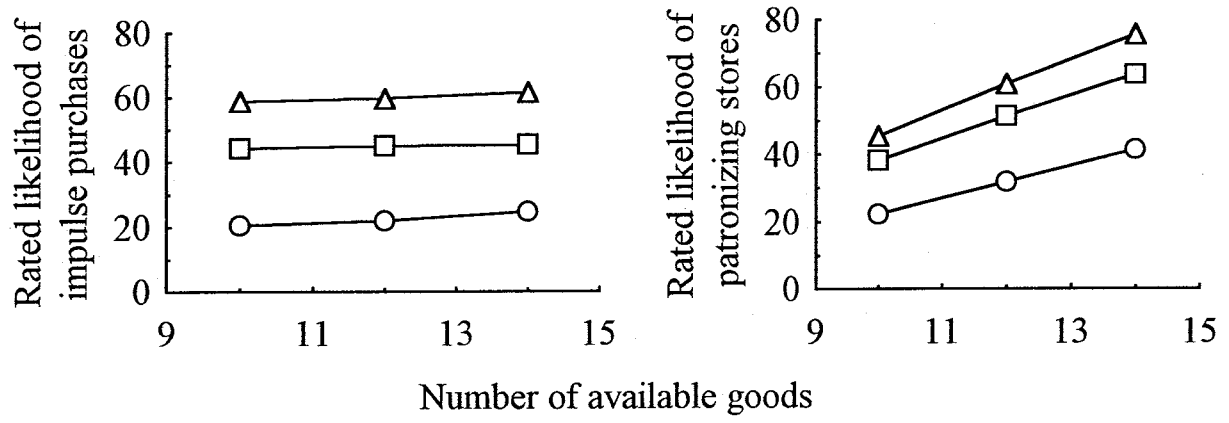 Rated likelihood of
impulse purchases
80
60
40
20
0
9 11 13 15
Rated likelihood of
patronizing stores
80
60
40
20
0
9 11 13 15
Number of available goods